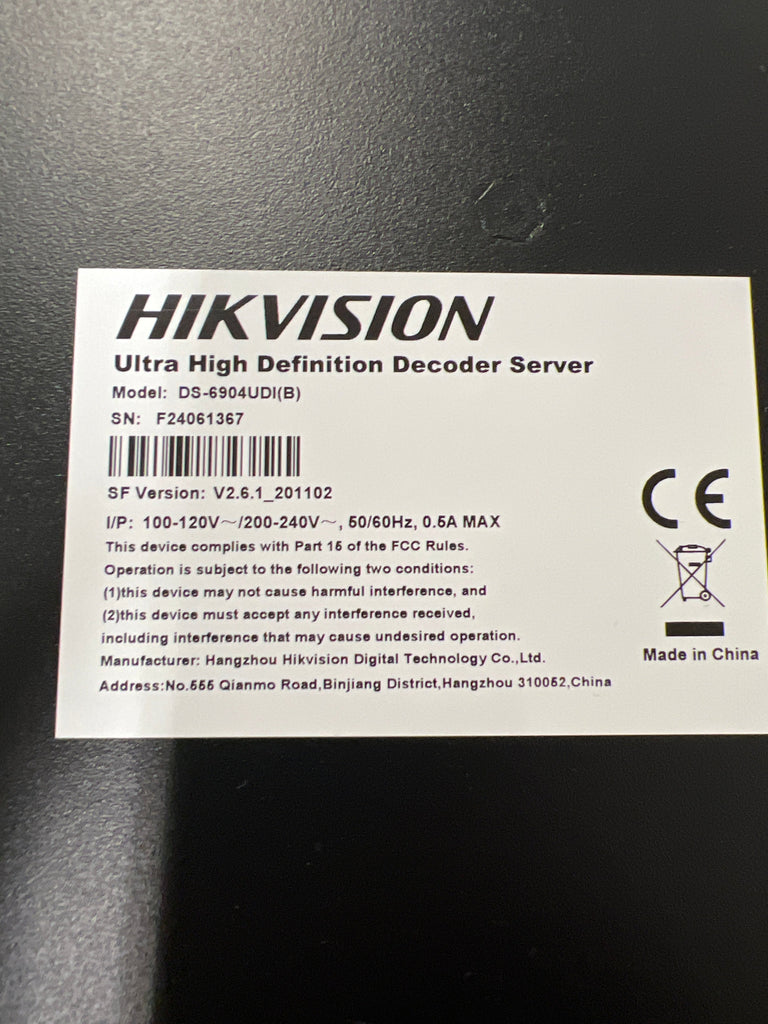 HIKVISION
Ultra High Definition Decoder Server
Model: DS-6904UDI(B)
SN: F24061367
SF Version: V2.6.1_201102
I/P: 100-120V～/200-240V～, 50/60Hz, 0.5A MAX
This device complies with Part 15 of the FCC Rules.
Operation is subject to the following two conditions:
(1)this device may not cause harmful interference, and
(2)this device must accept any interference received,
including interference that may cause undesired operation.
Manufacturer: Hangzhou Hikvision Digital Technology Co.,Ltd.
Address:No.555 Qianmo Road,Binjiang District,Hangzhou 310052,China
CE
Made in China